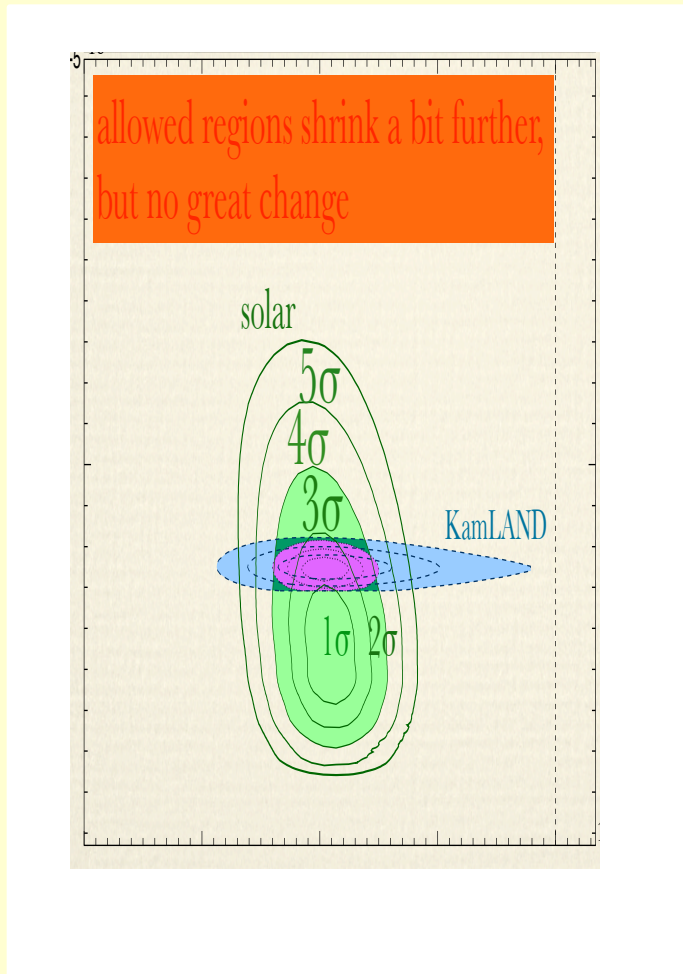 allowed regions shrink a bit further,
but no great change
solar
5σ
4σ
3σ
KamLAND
1σ 2σ